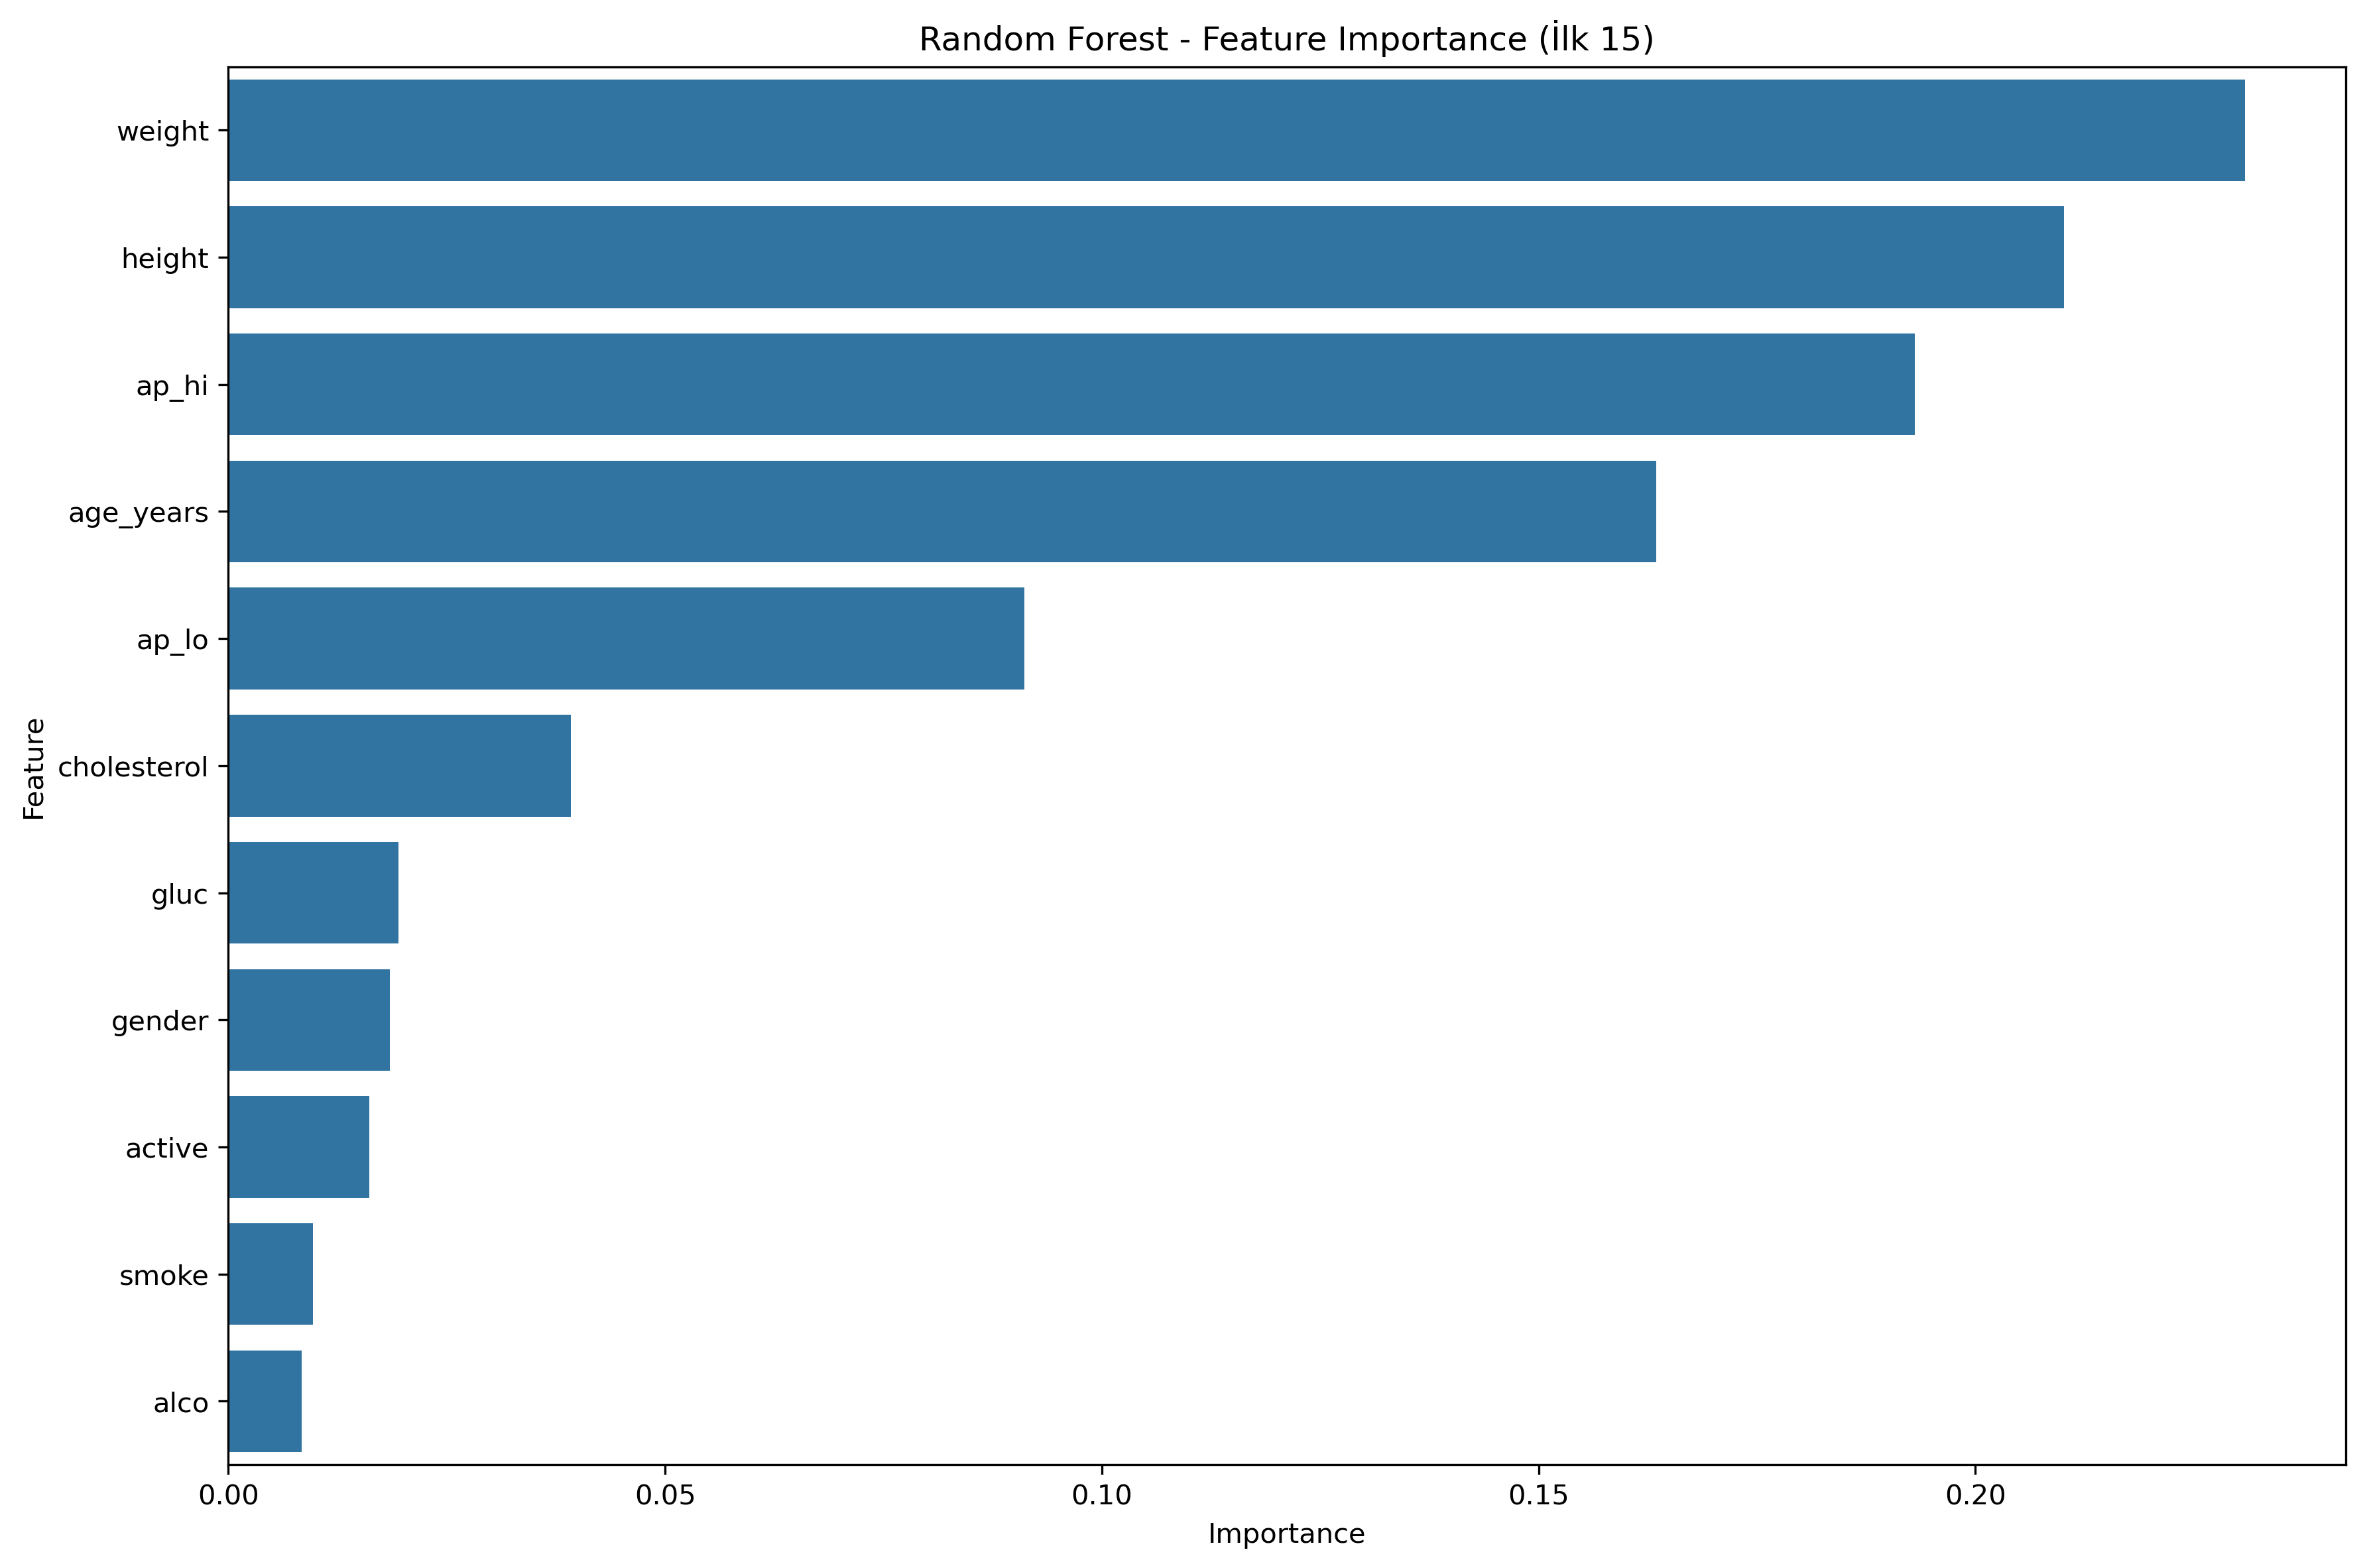 Random Forest - Feature Importance (İlk 15)
weight
height
ap_hi
age_years
ap_lo
cholesterol
gluc
gender
active
smoke
alco
Feature
0.00
0.05
0.10
0.15
0.20
Importance